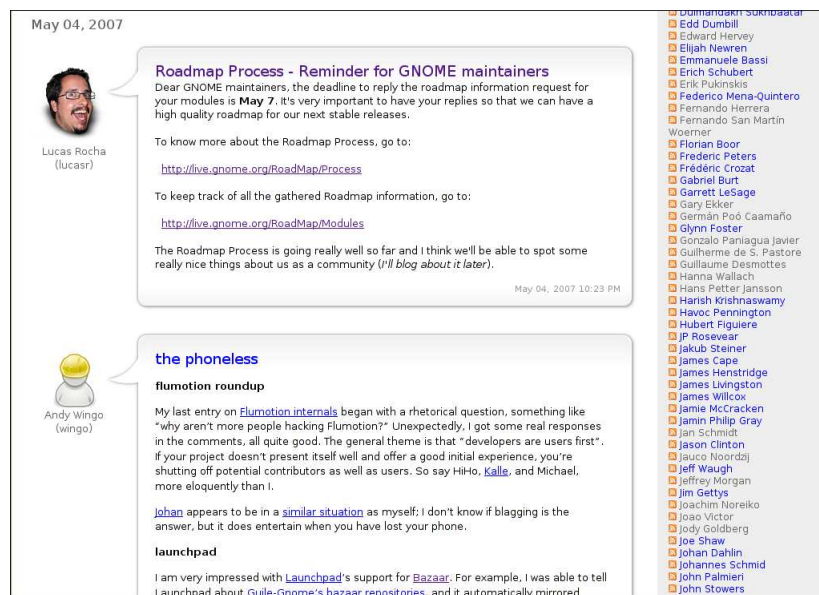 May 04, 2007
Lucas Rocha
(lucasr)
Roadmap Process - Reminder for GNOME maintainers
Dear GNOME maintainers, the deadline to reply the roadmap information request for
your modules is May 7. It's very important to have your replies so that we can have a
high quality roadmap for our next stable releases.
To know more about the Roadmap Process, go to:
http://live.gnome.org/RoadMap/Process
To keep track of all the gathered Roadmap information, go to:
http://live.gnome.org/RoadMap/Modules
The Roadmap Process is going really well so far and I think we'll be able to spot some
really nice things about us as a community (I'll blog about it later).
May 04, 2007 10:23 PM
Andy Wingo
(wingo)
the phoneless
flumotion roundup
My last entry on Flumotion internals began with a rhetorical question, something like
“why aren’t more people hacking Flumotion?” Unexpectedly, I got some real responses
in the comments, all quite good. The general theme is that “developers are users first”.
If your project doesn’t present itself well and offer a good initial experience, you’re
shutting off potential contributors as well as users. So say HiHo, Kalle, and Michael,
more eloquently than I.
Johan appears to be in a similar situation as myself; I don’t know if blagging is the
answer, but it does entertain when you have lost your phone.
launchpad
I am very impressed with Launchpad’s support for Bazaar. For example, I was able to tell
Launchpad about Guile-Gnome’s bazaar repositories, and it automatically mirrored
Dulmandakh Sukhbaatar
Edd Dumbill
Edward Hervey
Elijah Newren
Emmanuele Bassi
Erich Schubert
Erik Pukinskis
Federico Mena-Quintero
Fernando Herrera
Fernando San Martín
Woerner
Florian Boor
Frederic Peters
Frédéric Crozat
Gabriel Burt
Garrett LeSage
Gary Ekker
Germán Poó Caamaño
Glynn Foster
Gonzalo Paniagua Javier
Guilherme de S. Pastore
Guillaume Desmottes
Hanna Wallach
Hans Petter Jansson
Harish Krishnaswamy
Havoc Pennington
Hubert Figuiere
JP Rosevear
Jakub Steiner
James Cape
James Henstridge
James Livingston
James Willcox
Jamie McCracken
Jamin Philip Gray
Jan Schmidt
Jason Clinton
Jauco Noordzij
Jeff Waugh
Jeffrey Morgan
Jim Gettys
Joachim Noreiko
Joao Victor
Jody Goldberg
Joe Shaw
Johan Dahlin
Johannes Schmid
John Palmieri
John Stowers